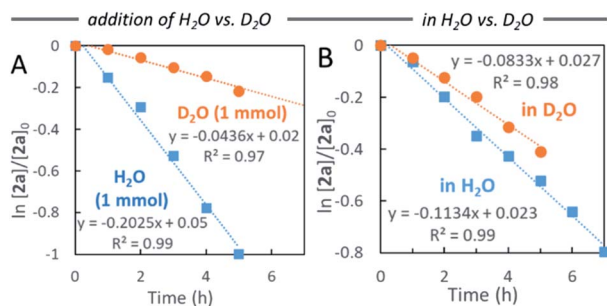 addition of H2O vs. D2O
in H2O vs. D2O
A
ln [2a]/[2a]0
0
-0.2
-0.4
-0.6
-0.8
-1
D2O (1 mmol)
y = -0.0436x + 0.02
R² = 0.97
H2O
(1 mmol)
y = -0.2025x + 0.05
R² = 0.99
0 2 4 6
Time (h)
B
ln [2a]/[2a]0
0
-0.2
-0.4
-0.6
-0.8
y = -0.0833x + 0.027
R² = 0.98
in D2O
in H2O
y = -0.1134x + 0.023
R² = 0.99
0 2 4 6
Time (h)